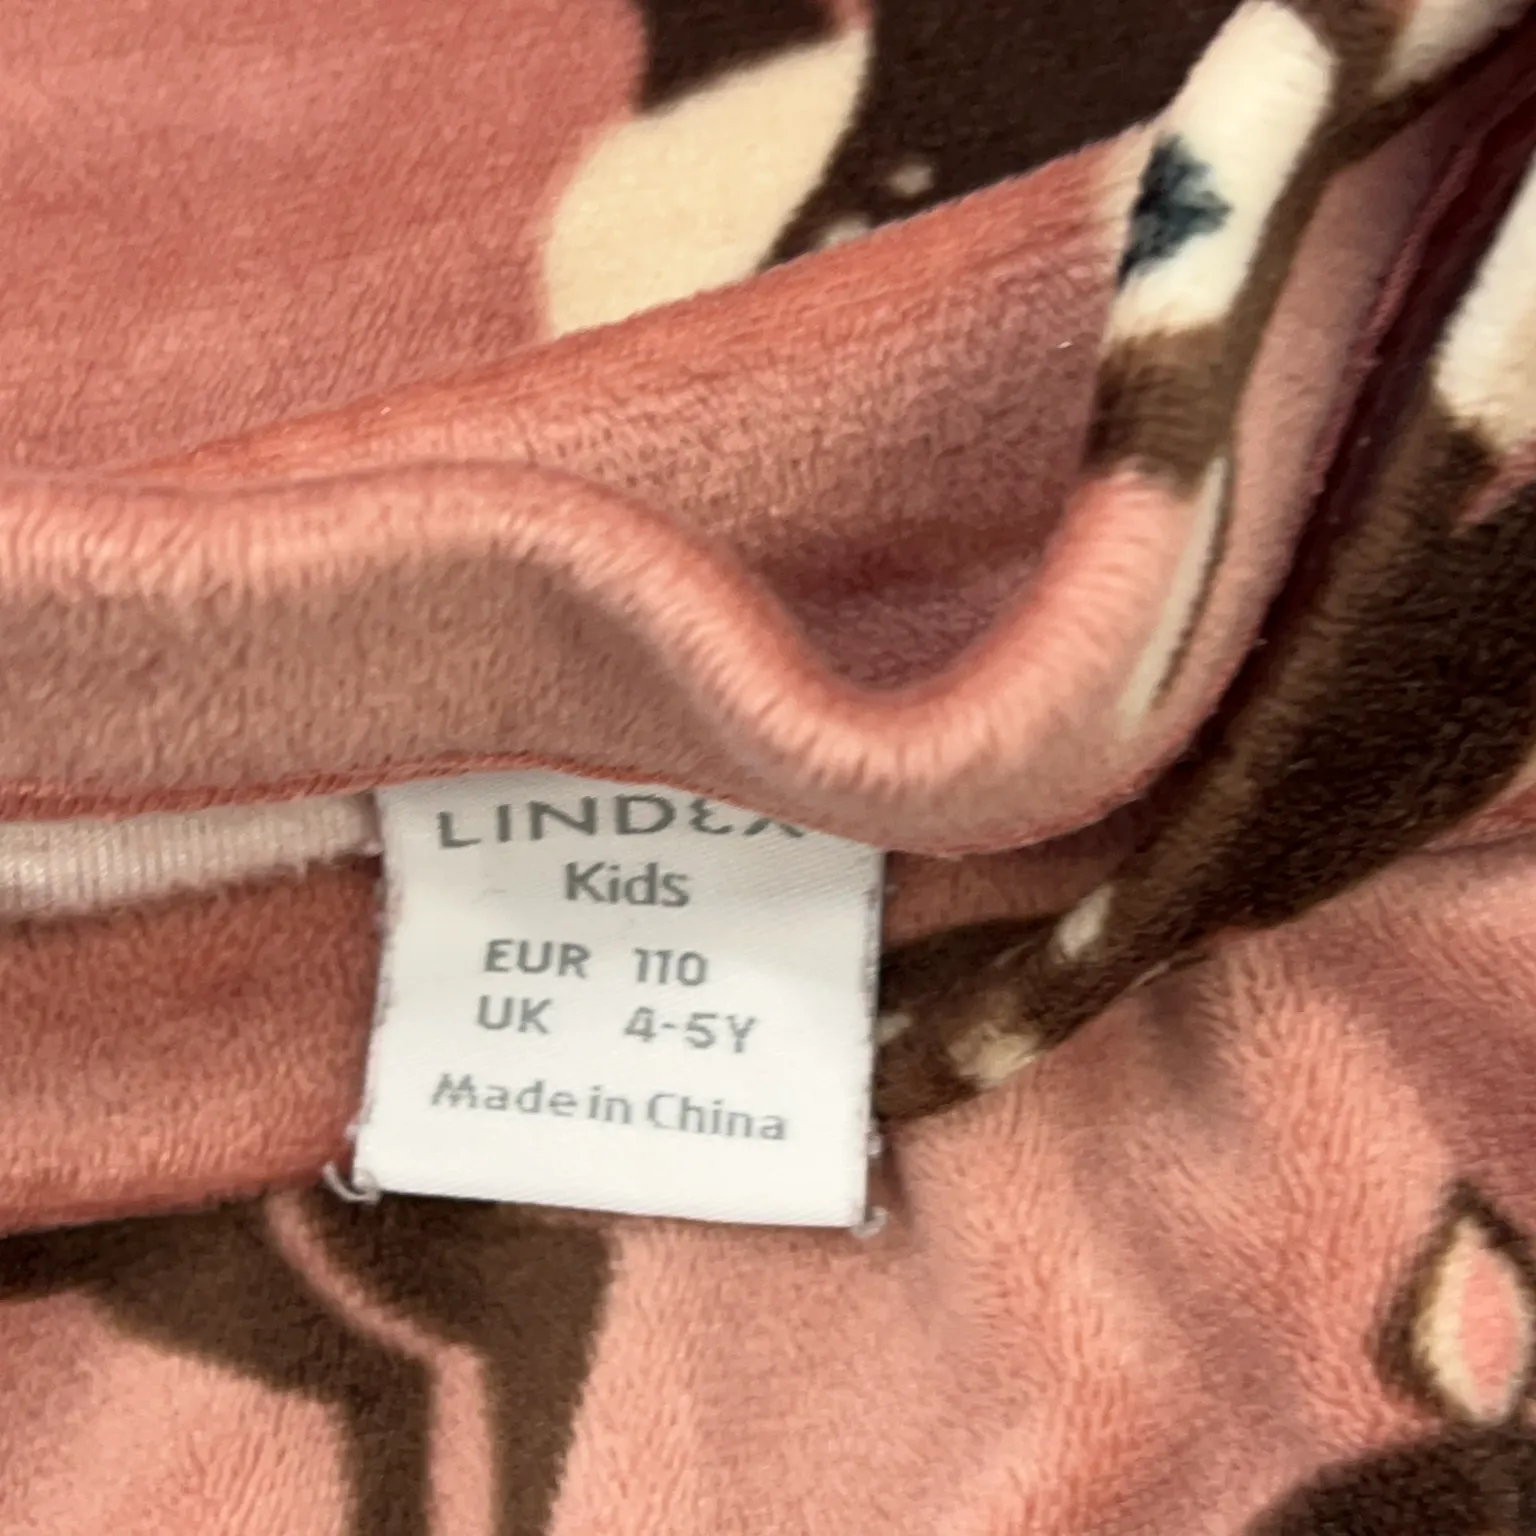 LINDEX
Kids
EUR 110
UK 4-5Y
Made in China